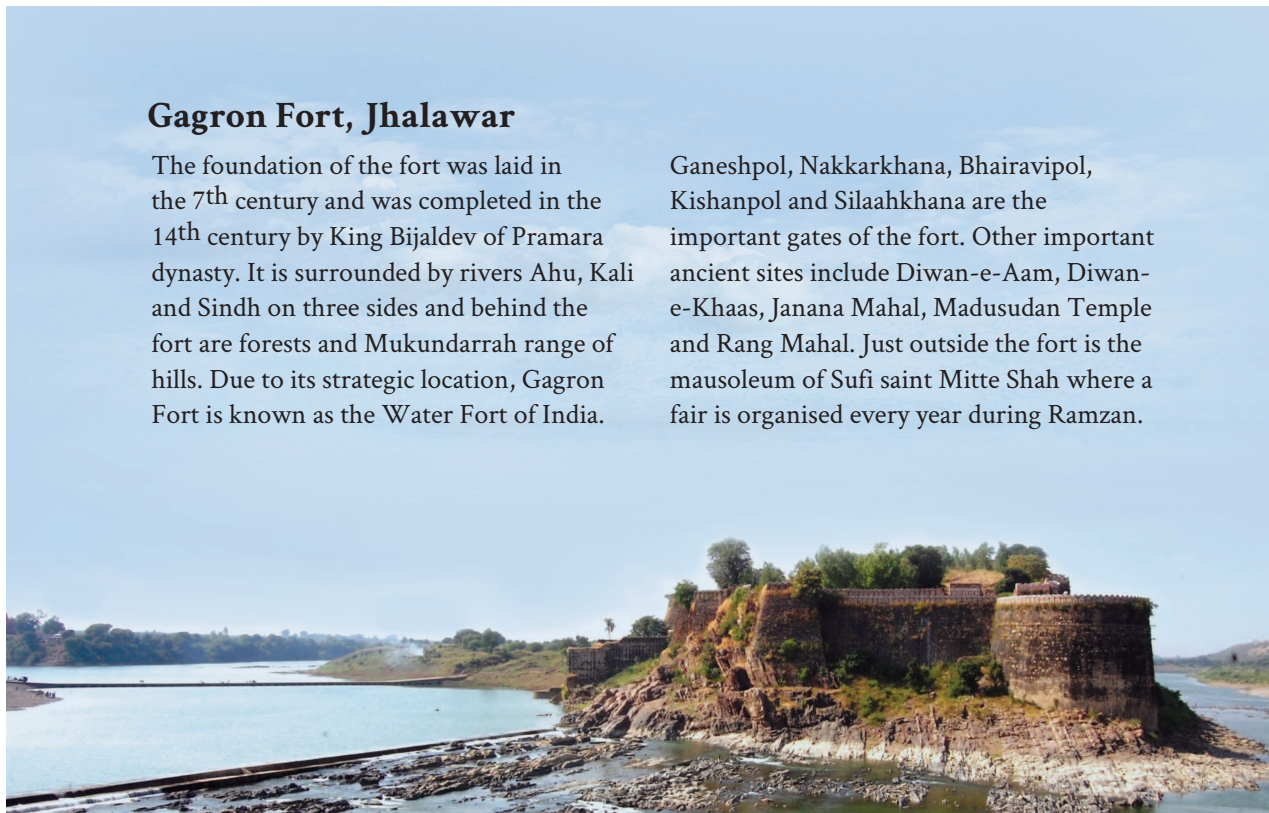 Gagron Fort, Jhalawar
The foundation of the fort was laid in
the 7th century and was completed in the
14th century by King Bijaldev of Pramara
dynasty. It is surrounded by rivers Ahu, Kali
and Sindh on three sides and behind the
fort are forests and Mukundarrah range of
hills. Due to its strategic location, Gagron
Fort is known as the Water Fort of India.
Ganeshpol, Nakkarkhana, Bhairavipol,
Kishanpol and Silaahkhana are the
important gates of the fort. Other important
ancient sites include Diwan-e-Aam, Diwan-
e-Khaas, Janana Mahal, Madusudan Temple
and Rang Mahal. Just outside the fort is the
mausoleum of Sufi saint Mitte Shah where a
fair is organised every year during Ramzan.